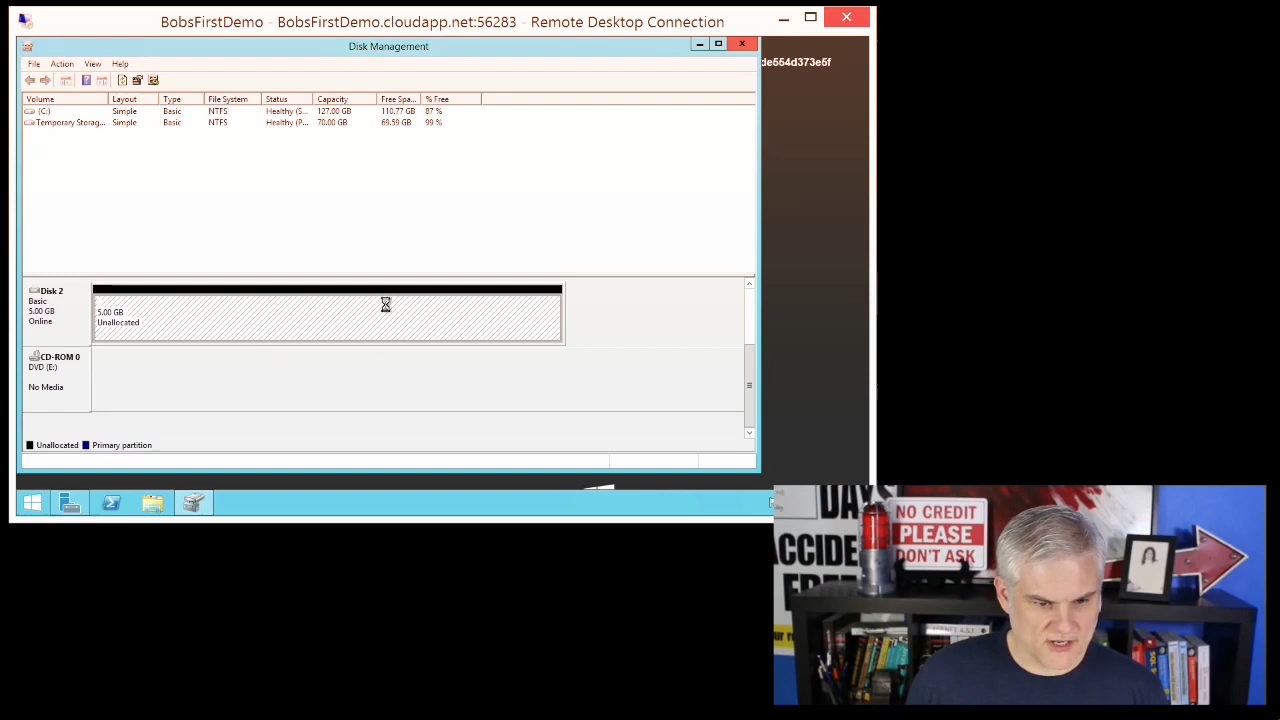 BobsFirstDemo - BobsFirstDemo.cloudapp.net:56283 - Remote Desktop Connection
Disk Management
de554d373e5f
File Action View Help
Volume Layout Type File System Status Capacity Free Spa... % Free
(C:) Simple Basic NTFS Healthy (S... 127.00 GB 110.77 GB 87 %
Temporary Storag... Simple Basic NTFS Healthy (P... 70.00 GB 69.59 GB 99 %
Disk 2
Basic
5.00 GB
Online
5.00 GB
Unallocated
CD-ROM 0
DVD (E:)
No Media
Unallocated Primary partition
DAYS
ACCIDE
FREE
NO CREDIT
PLEASE
DON'T ASK